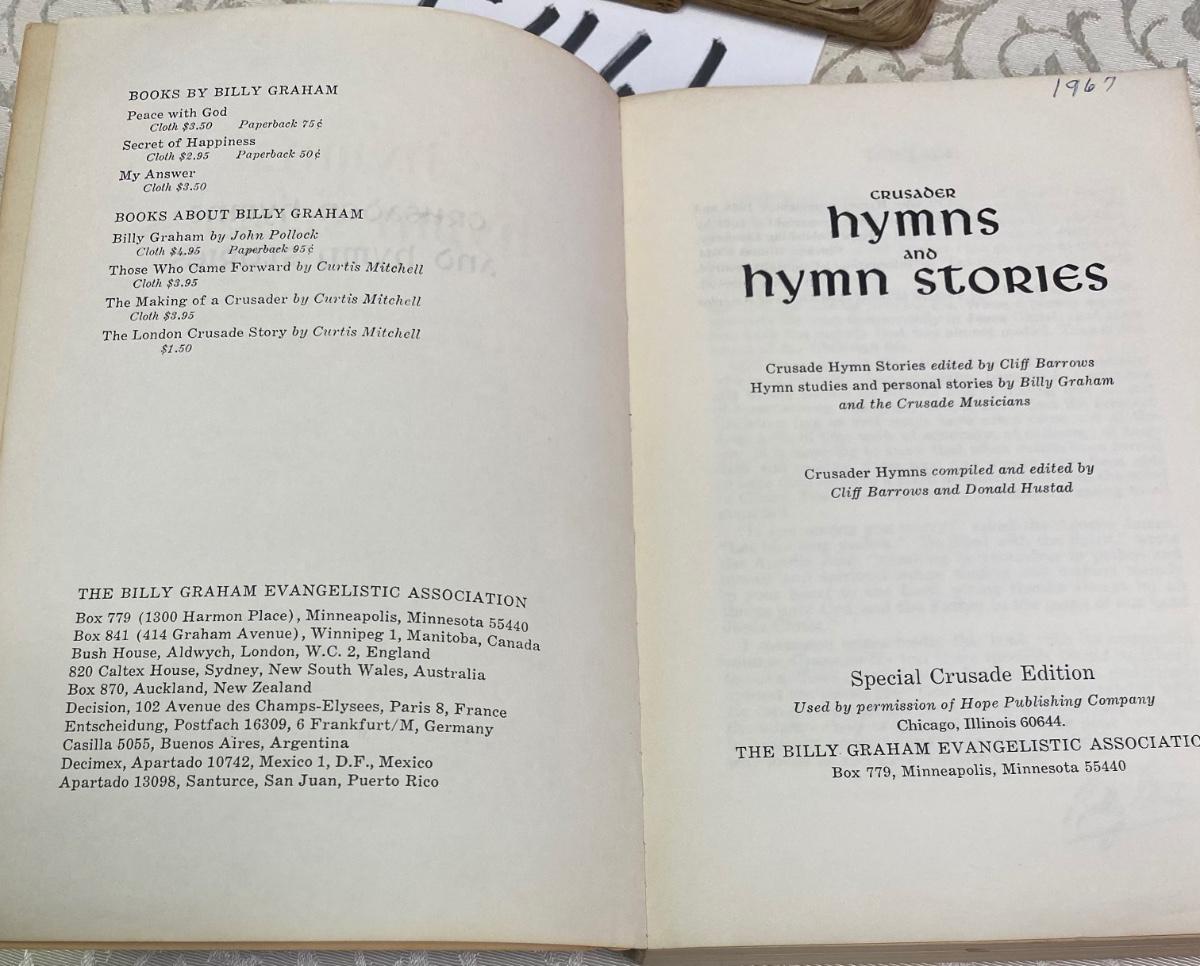 BOOKS BY BILLY GRAHAM
Peace with God
Cloth $3.50 Paperback 75¢
Secret of Happiness
Cloth $2.95 Paperback 50¢
My Answer
Cloth $3.50
BOOKS ABOUT BILLY GRAHAM
Billy Graham by John Pollock
Cloth $4.95 Paperback 95¢
Those Who Came Forward by Curtis Mitchell
Cloth $3.95
The Making of a Crusader by Curtis Mitchell
Cloth $3.95
The London Crusade Story by Curtis Mitchell
$1.50
THE BILLY GRAHAM EVANGELISTIC ASSOCIATION
Box 779 (1300 Harmon Place), Minneapolis, Minnesota 55440
Box 841 (414 Graham Avenue), Winnipeg 1, Manitoba, Canada
Bush House, Aldwych, London, W.C. 2, England
820 Caltex House, Sydney, New South Wales, Australia
Box 870, Auckland, New Zealand
Decision, 102 Avenue des Champs-Elysees, Paris 8, France
Entscheidung, Postfach 16309, 6 Frankfurt/M, Germany
Casilla 5055, Buenos Aires, Argentina
Decimex, Apartado 10742, Mexico 1, D.F., Mexico
Apartado 13098, Santurce, San Juan, Puerto Rico
1967
CRUSADER
hymns
and
hymn STORIES
Crusade Hymn Stories edited by Cliff Barrows
Hymn studies and personal stories by Billy Graham
and the Crusade Musicians
Crusader Hymns compiled and edited by
Cliff Barrows and Donald Hustad
Special Crusade Edition
Used by permission of Hope Publishing Company
Chicago, Illinois 60644.
THE BILLY GRAHAM EVANGELISTIC ASSOCIATIO
Box 779, Minneapolis, Minnesota 55440